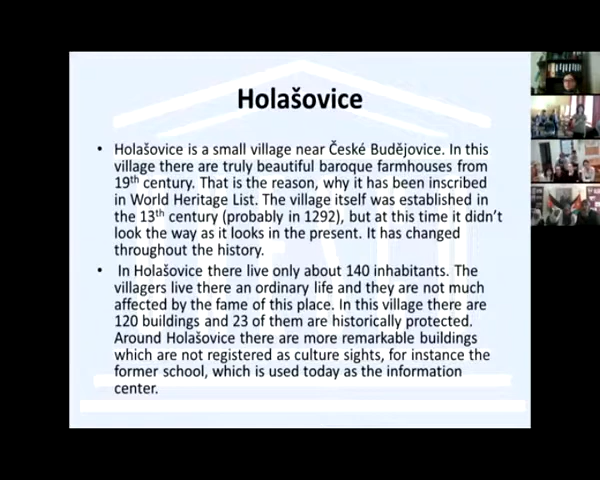 Holašovice
• Holašovice is a small village near České Budějovice. In this
village there are truly beautiful baroque farmhouses from
19th century. That is the reason, why it has been inscribed
in World Heritage List. The village itself was established in
the 13th century (probably in 1292), but at this time it didn't
look the way as it looks in the present. It has changed
throughout the history.
• In Holašovice there live only about 140 inhabitants. The
villagers live there an ordinary life and they are not much
affected by the fame of this place. In this village there are
120 buildings and 23 of them are historically protected.
Around Holašovice there are more remarkable buildings
which are not registered as culture sights, for instance the
former school, which is used today as the information
center.